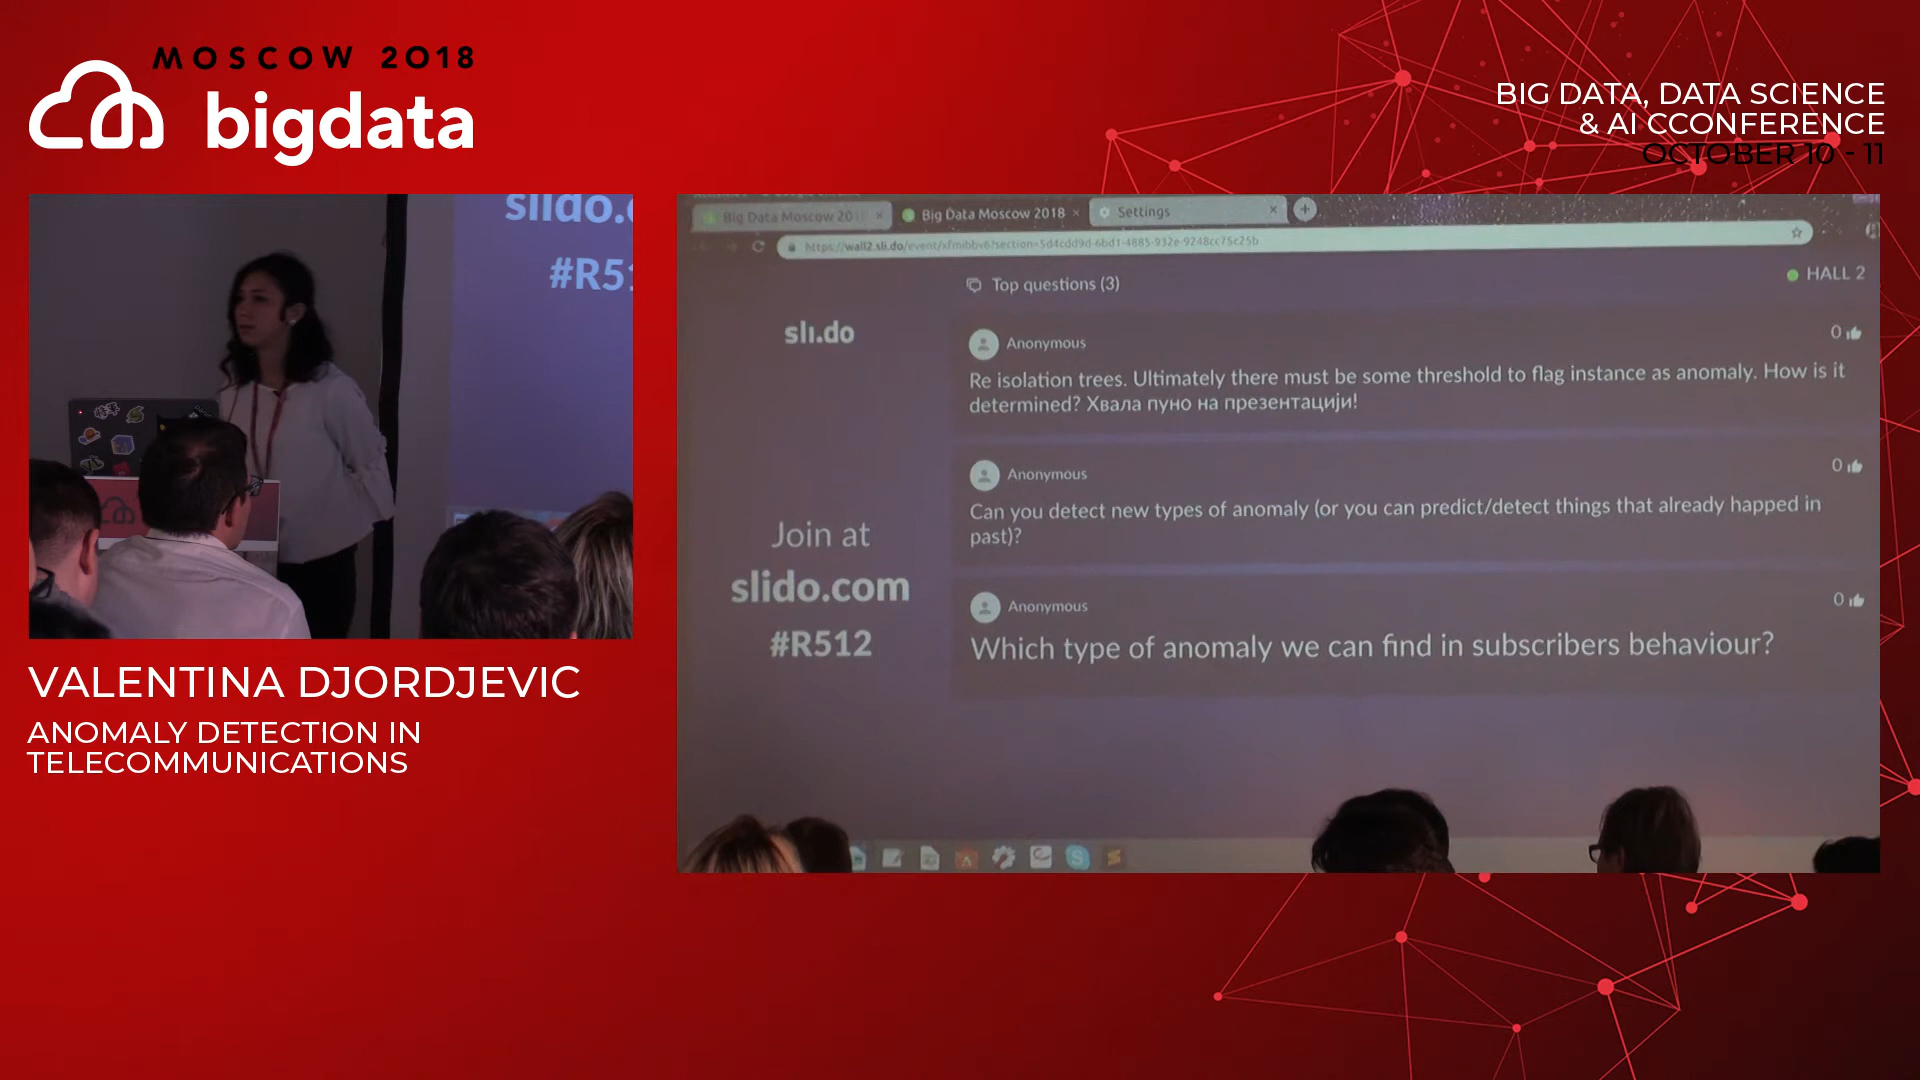 MOSCOW 2018
bigdata
BIG DATA, DATA SCIENCE
& AI CCONFERENCE
OCTOBER 10 - 11
slido.
#R51
VALENTINA DJORDJEVIC
ANOMALY DETECTION IN
TELECOMMUNICATIONS
Big Data Moscow 201
Big Data Moscow 2018
Settings
Top questions (3)
HALL 2
sli.do
Join at
slido.com
#R512
Anonymous
0
Re isolation trees. Ultimately there must be some threshold to flag instance as anomaly. How is it
determined? Хвала пуно на презентацији!
Anonymous
0
Can you detect new types of anomaly (or you can predict/detect things that already happed in
past)?
Anonymous
0
Which type of anomaly we can find in subscribers behaviour?